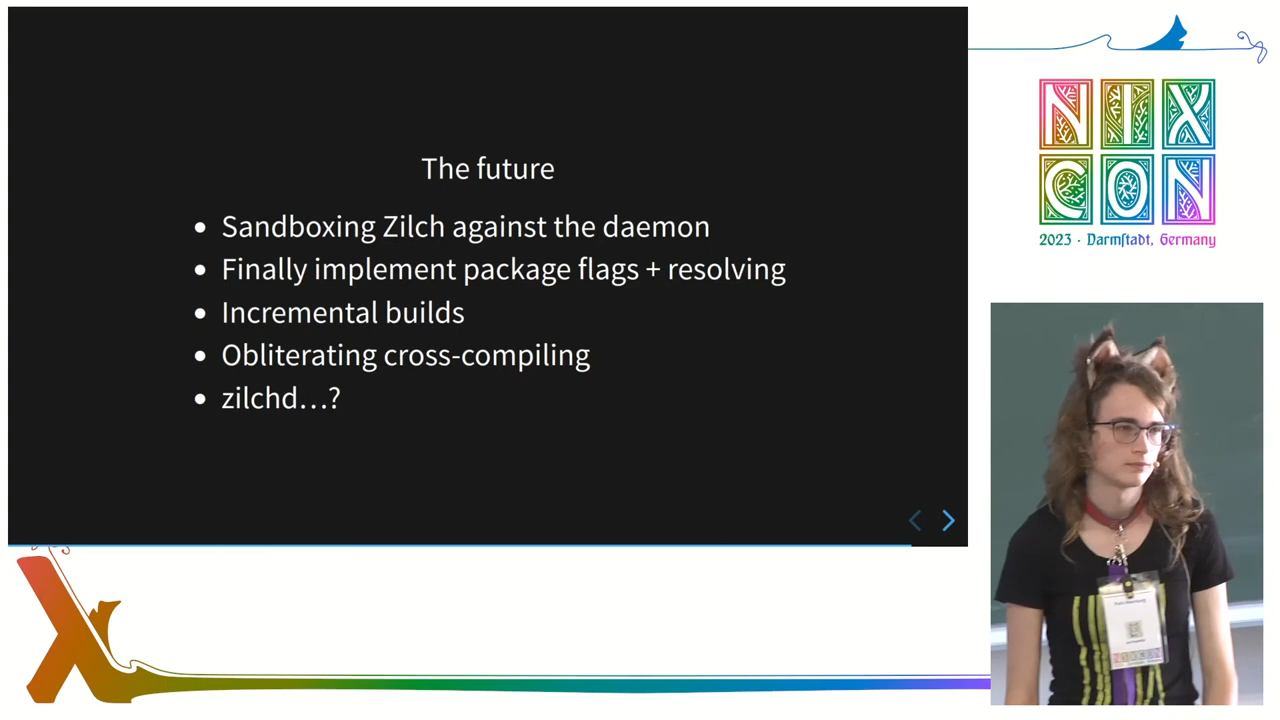 The future
Sandboxing Zilch against the daemon
Finally implement package flags + resolving
Incremental builds
Obliterating cross-compiling
zilchd…?
NIX
CON
2023 · Darmſtadt, Germany